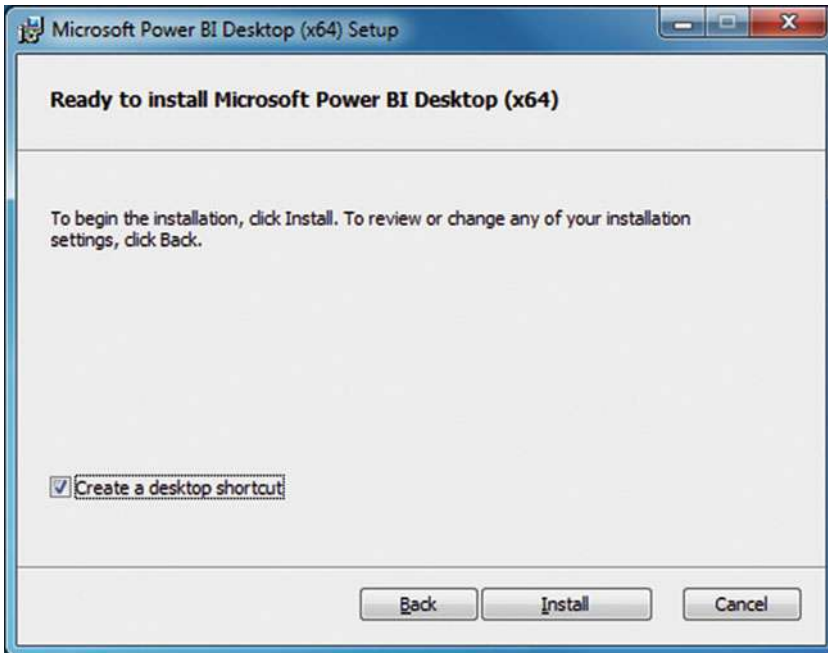 Microsoft Power BI Desktop (x64) Setup
Ready to install Microsoft Power BI Desktop (x64)
To begin the installation, click Install. To review or change any of your installation
settings, click Back.
Create a desktop shortcut
Back Install Cancel